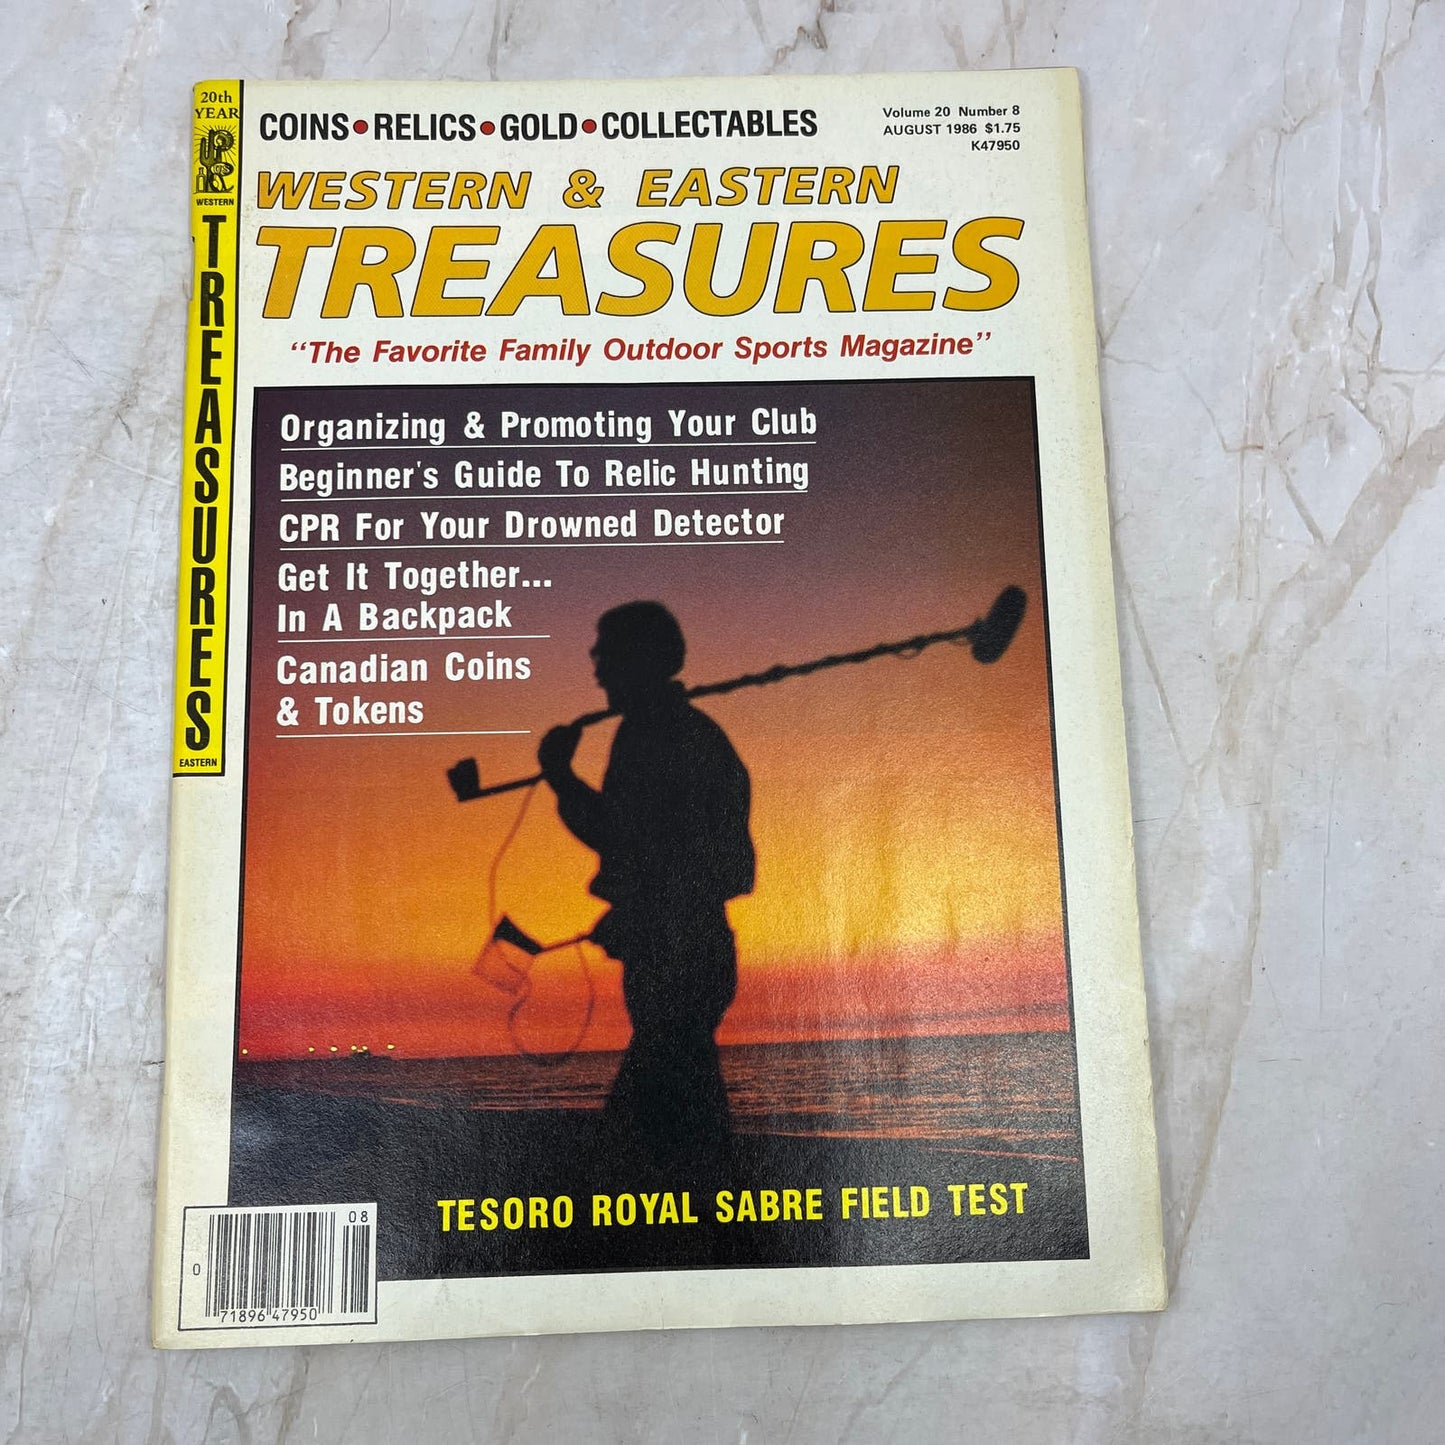 20th
YEAR
WESTERN
TREASURES
EASTERN
COINS•RELICS•GOLD•COLLECTABLES
Volume 20 Number 8
AUGUST 1986 $1.75
K47950
WESTERN & EASTERN
TREASURES
"The Favorite Family Outdoor Sports Magazine"
Organizing & Promoting Your Club
Beginner's Guide To Relic Hunting
CPR For Your Drowned Detector
Get It Together...
In A Backpack
Canadian Coins
& Tokens
TESORO ROYAL SABRE FIELD TEST
08
0
71896 47950